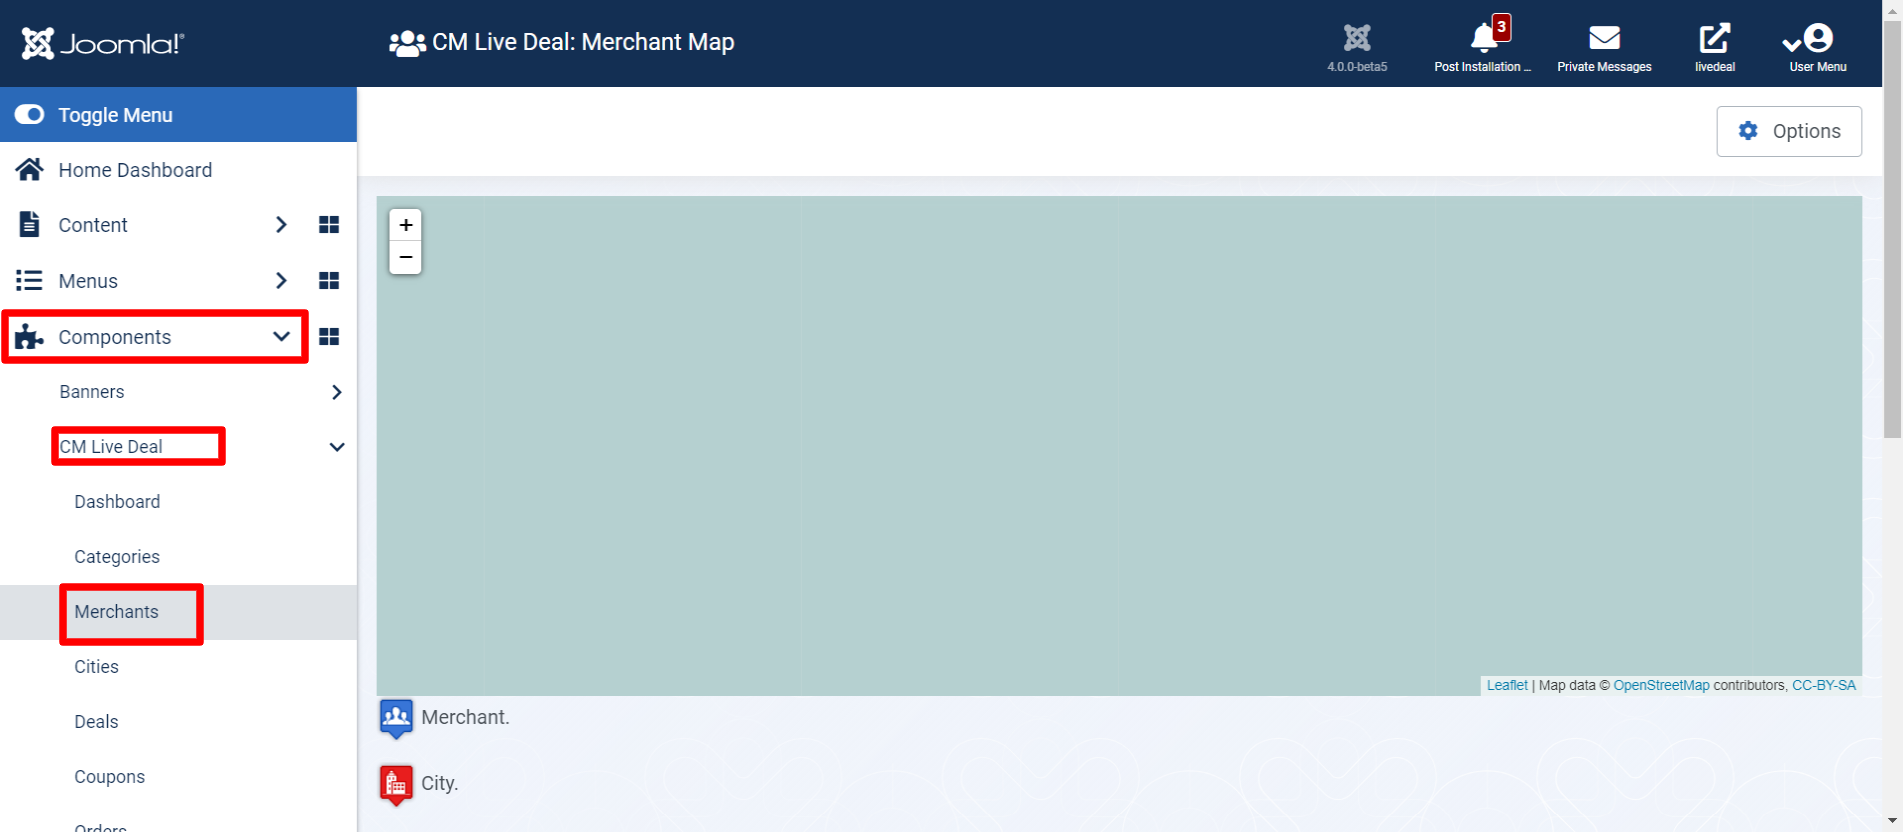 Joomla!®
CM Live Deal: Merchant Map
4.0.0-beta5
3
Post Installation ...
Private Messages
livedeal
User Menu
Toggle Menu
Options
Home Dashboard
Content
Menus
Components
Banners
CM Live Deal
Dashboard
Categories
Merchants
Cities
Deals
Coupons
Orders
+
−
Leaflet | Map data © OpenStreetMap contributors, CC-BY-SA
Merchant.
City.